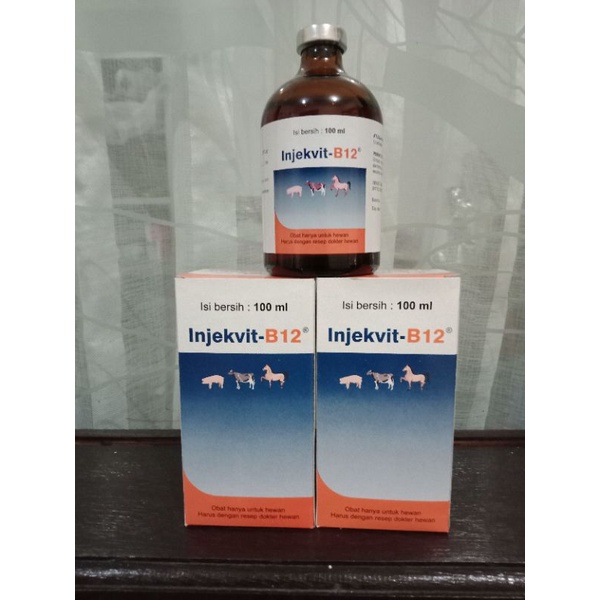 Isi bersih : 100 ml
Injekvit-B12®
Obat hanya untuk hewan
Harus dengan resep dokter hewan
Isi bersih : 100 ml
Injekvit-B12®
Obat hanya untuk hewan
Harus dengan resep dokter hewan
Isi bersih : 100 ml
Injekvit-B12®
Obat hanya untuk hewan
Harus dengan resep dokter hewan